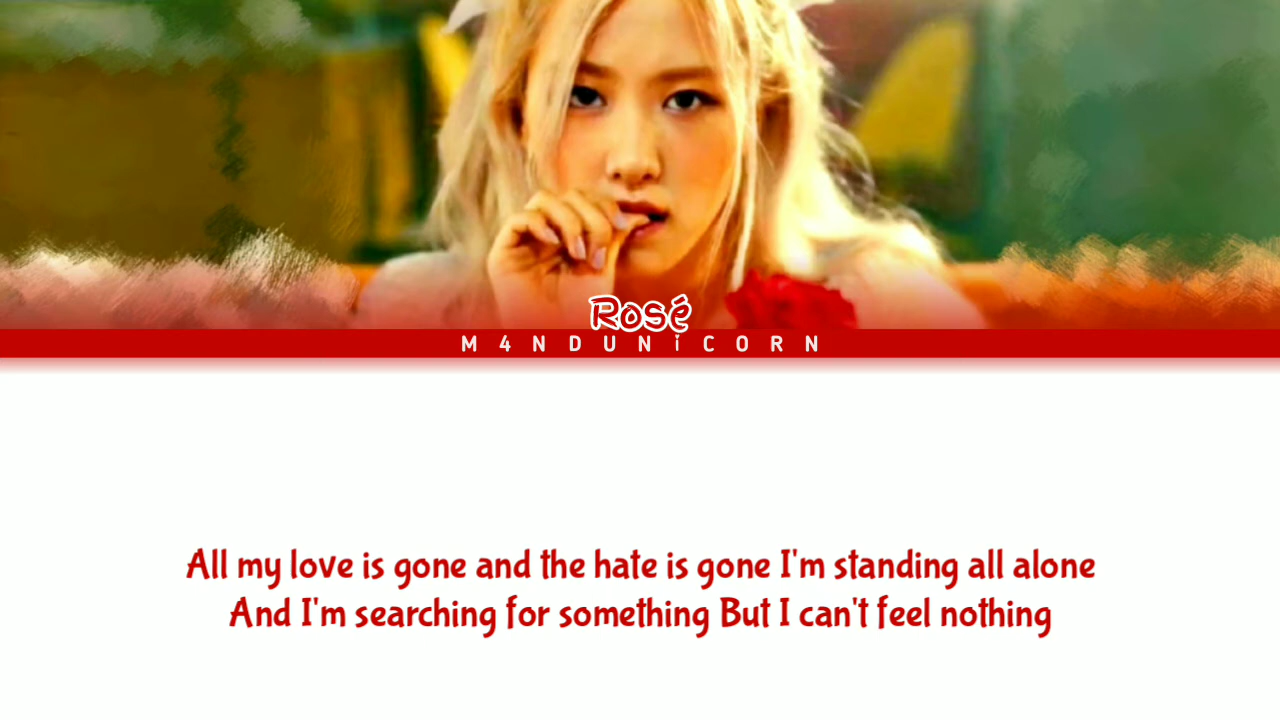 Rosé
M4NDUNiCORN
All my love is gone and the hate is gone I'm standing all alone
And I'm searching for something But I can't feel nothing